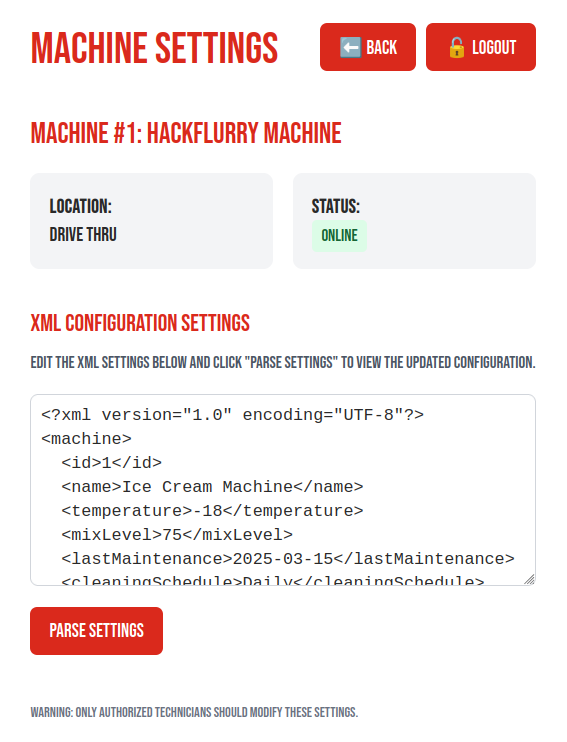 MACHINE SETTINGS
BACK
LOGOUT
MACHINE #1: HACKFLURRY MACHINE
LOCATION:
DRIVE THRU
STATUS:
ONLINE
XML CONFIGURATION SETTINGS
EDIT THE XML SETTINGS BELOW AND CLICK "PARSE SETTINGS" TO VIEW THE UPDATED CONFIGURATION.
<?xml version="1.0" encoding="UTF-8"?>
<machine>
  <id>1</id>
  <name>Ice Cream Machine</name>
  <temperature>-18</temperature>
  <mixLevel>75</mixLevel>
  <lastMaintenance>2025-03-15</lastMaintenance>
  <cleaningSchedule>Daily</cleaningSchedule>
PARSE SETTINGS
WARNING: ONLY AUTHORIZED TECHNICIANS SHOULD MODIFY THESE SETTINGS.